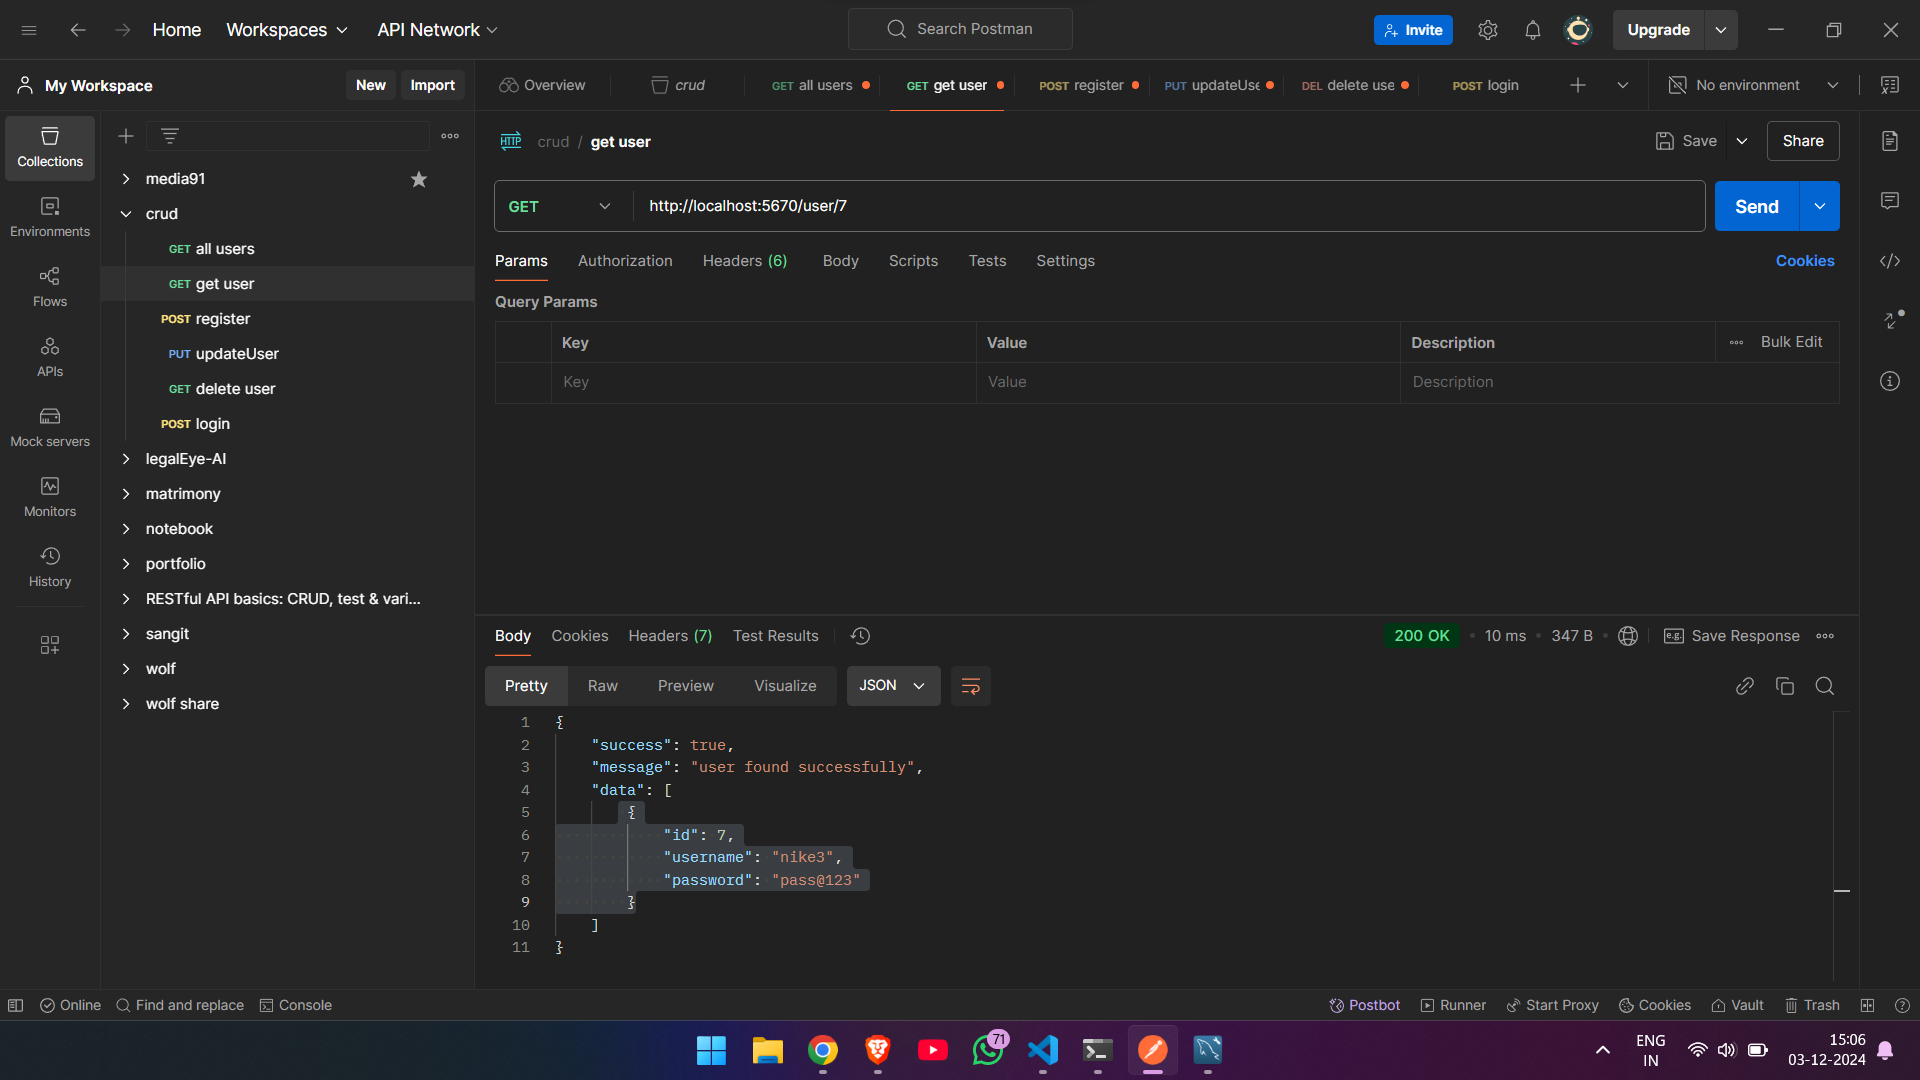 Home Workspaces API Network Search Postman Invite Upgrade
My Workspace New Import Overview crud GET all users GET get user POST register PUT updateUse DEL delete use POST login No environment
Collections
Environments
Flows
APIs
Mock servers
Monitors
History
media91
crud
GET all users
GET get user
POST register
PUT updateUser
GET delete user
POST login
legalEye-AI
matrimony
notebook
portfolio
RESTful API basics: CRUD, test & vari...
sangit
wolf
wolf share
HTTP crud / get user Save Share
GET http://localhost:5670/user/7 Send
Params Authorization Headers (6) Body Scripts Tests Settings Cookies
Query Params
Key Value Description Bulk Edit
Key Value Description
Body Cookies Headers (7) Test Results 200 OK 10 ms 347 B e.g. Save Response
Pretty Raw Preview Visualize JSON
1 {
2 "success": true,
3 "message": "user found successfully",
4 "data": [
5 {
6 "id": 7,
7 "username": "nike3",
8 "password": "pass@123"
9 }
10 ]
11 }
Online Find and replace Console Postbot Runner Start Proxy Cookies Vault Trash
71 ENG IN 15:06
03-12-2024